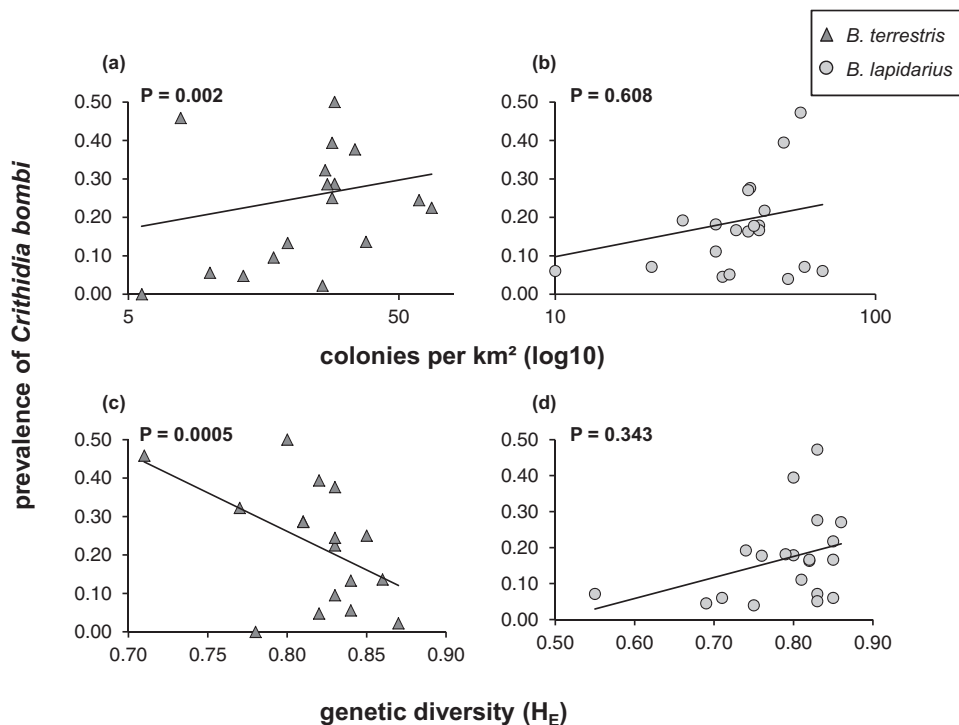 B. terrestris
B. lapidarius
(a)
P = 0.002
0.50
0.40
0.30
0.20
0.10
0.00
5
50
(b)
P = 0.608
0.50
0.40
0.30
0.20
0.10
0.00
10
100
colonies per km² (log10)
prevalence of Crithidia bombi
(c)
P = 0.0005
0.50
0.40
0.30
0.20
0.10
0.00
0.70
0.75
0.80
0.85
0.90
(d)
P = 0.343
0.50
0.40
0.30
0.20
0.10
0.00
0.50
0.60
0.70
0.80
0.90
genetic diversity (HE)